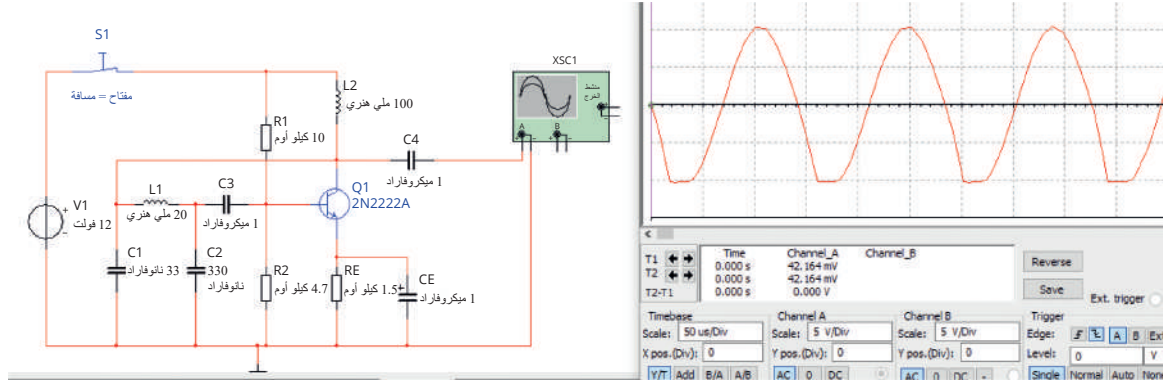 S1
مفتاح = مسافة
L2
100 ملي هنري
R1
10 كيلو أوم
C4
1 ميكروفاراد
XSC1
منشط الخرج
A
B
L1
20 ملي هنري
C3
1 ميكروفاراد
Q1
2N2222A
V1
12 فولت
C1
33 نانوفاراد
C2
330
نانوفاراد
R2
4.7 كيلو أوم
RE
1.5 كيلو أوم
CE
1 ميكروفاراد
Time Channel_A Channel_B
T1 0.000 s 42.164 mV
T2 0.000 s 42.164 mV
T2-T1 0.000 s 0.000 V
Reverse
Save
Ext. trigger
Timebase
Scale: 50 us/Div
X pos.(Div): 0
Y/T Add B/A A/B
Channel A
Scale: 5 V/Div
Y pos.(Div): 0
AC 0 DC
Channel B
Scale: 5 V/Div
Y pos.(Div): 0
AC 0 DC -
Trigger
Edge: A B Ext
Level: 0 V
Single Normal Auto None